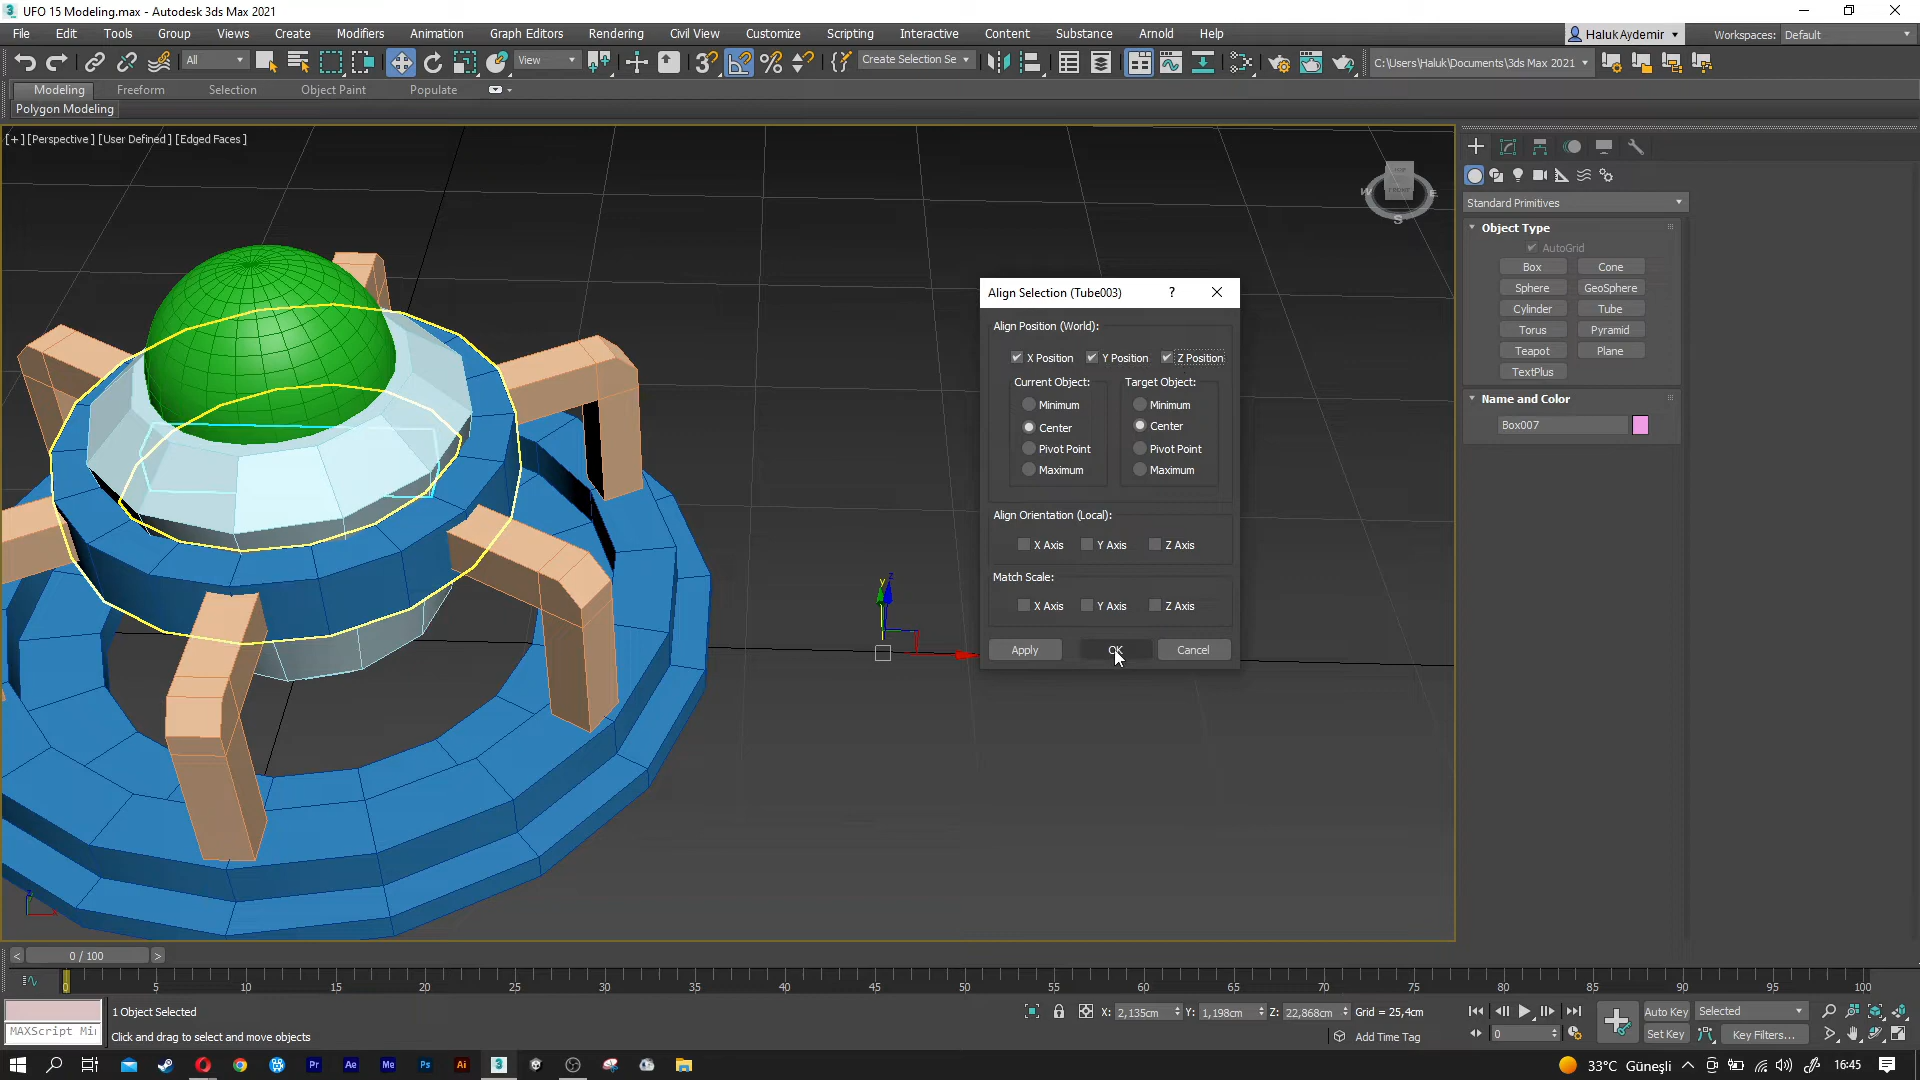 UFO 15 Modeling.max - Autodesk 3ds Max 2021
File Edit Tools Group Views Create Modifiers Animation Graph Editors Rendering Civil View Customize Scripting Interactive Content Substance Arnold Help Haluk Aydemir Workspaces: Default
All View Create Selection Se C:\Users\Haluk\Documents\3ds Max 2021
Modeling Freeform Selection Object Paint Populate
Polygon Modeling
[+] [Perspective ] [User Defined ] [Edged Faces ]
Standard Primitives
Object Type
AutoGrid
Box Cone
Sphere GeoSphere
Cylinder Tube
Torus Pyramid
Teapot Plane
TextPlus
Name and Color
Box007
W E
S
Align Selection (Tube003) ?
Align Position (World):
X Position Y Position Z Position
Current Object: Target Object:
Minimum Minimum
Center Center
Pivot Point Pivot Point
Maximum Maximum
Align Orientation (Local):
X Axis Y Axis Z Axis
Match Scale:
X Axis Y Axis Z Axis
Apply OK Cancel
y z
< 0 / 100 >
0 5 10 15 20 25 30 35 40 45 50 55 60 65 70 75 80 85 90 95 100
1 Object Selected X: 2,135cm Y: 1,198cm Z: 22,868cm Grid = 25,4cm Auto Key Selected
MAXScript Mi Click and drag to select and move objects Add Time Tag 0 Set Key Key Filters...
Pr Ae Me Ps Ai 3 33°C Güneşli 16:45